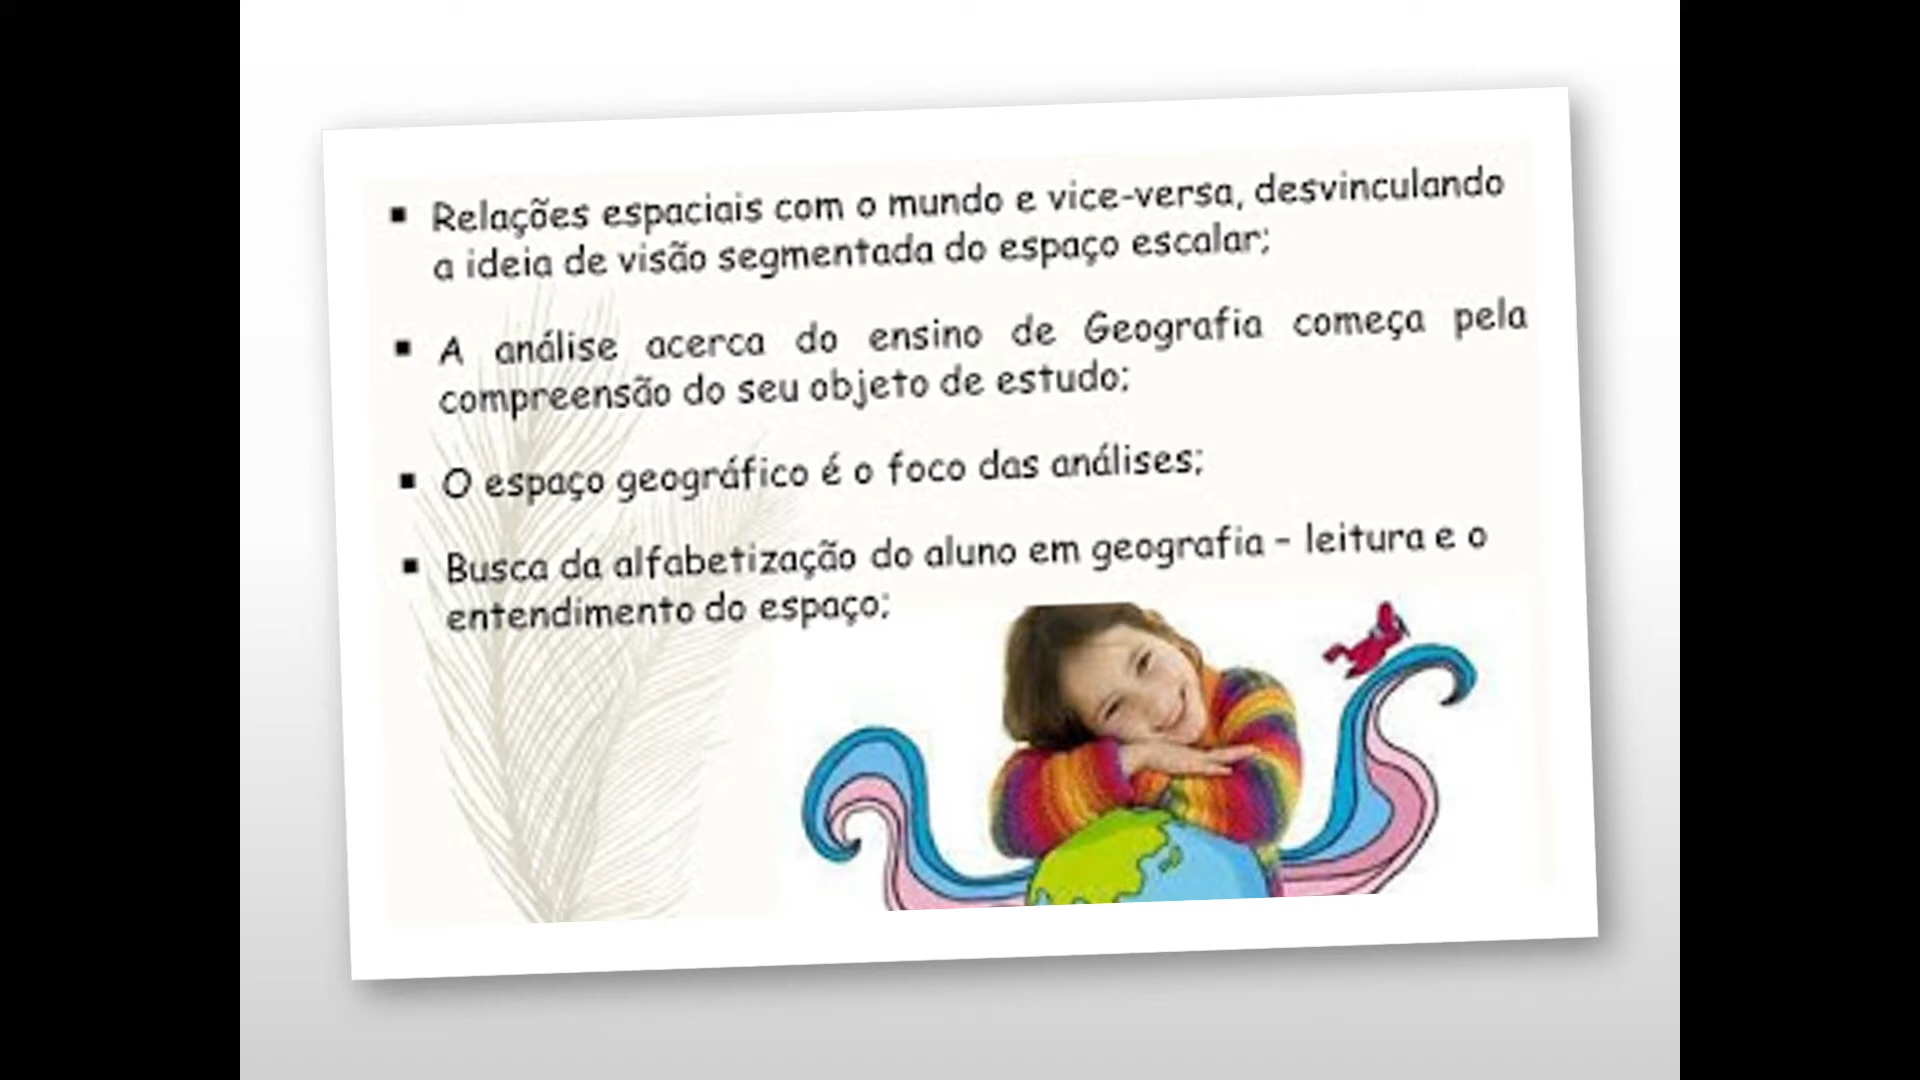 ▪ Relações espaciais com o mundo e vice-versa, desvinculando
a ideia de visão segmentada do espaço escalar;
▪ A análise acerca do ensino de Geografia começa pela
compreensão do seu objeto de estudo;
▪ O espaço geográfico é o foco das análises;
▪ Busca da alfabetização do aluno em geografia – leitura e o
entendimento do espaço;